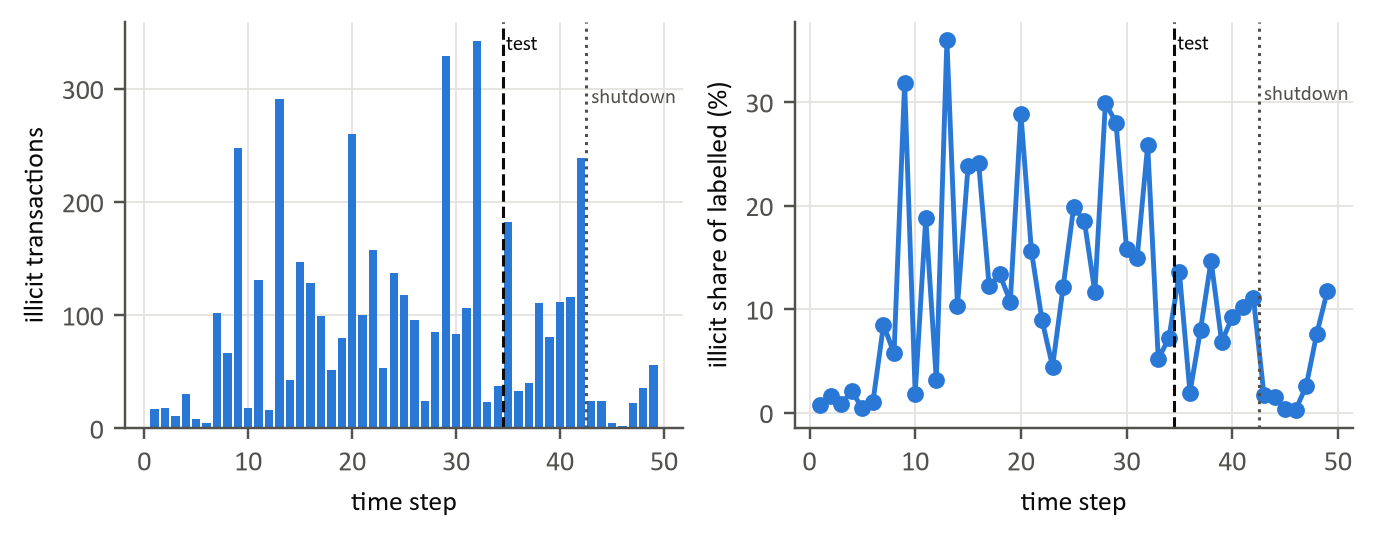 illicit transactions
300
200
100
0
test
shutdown
0 10 20 30 40 50
time step
illicit share of labelled (%)
30
20
10
0
test
shutdown
0 10 20 30 40 50
time step